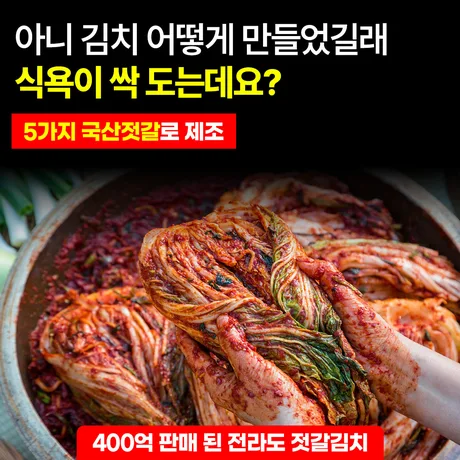 아니 김치 어떻게 만들었길래
식욕이 싹 도는데요?
5가지 국산젓갈로 제조
400억 판매 된 전라도 젓갈김치